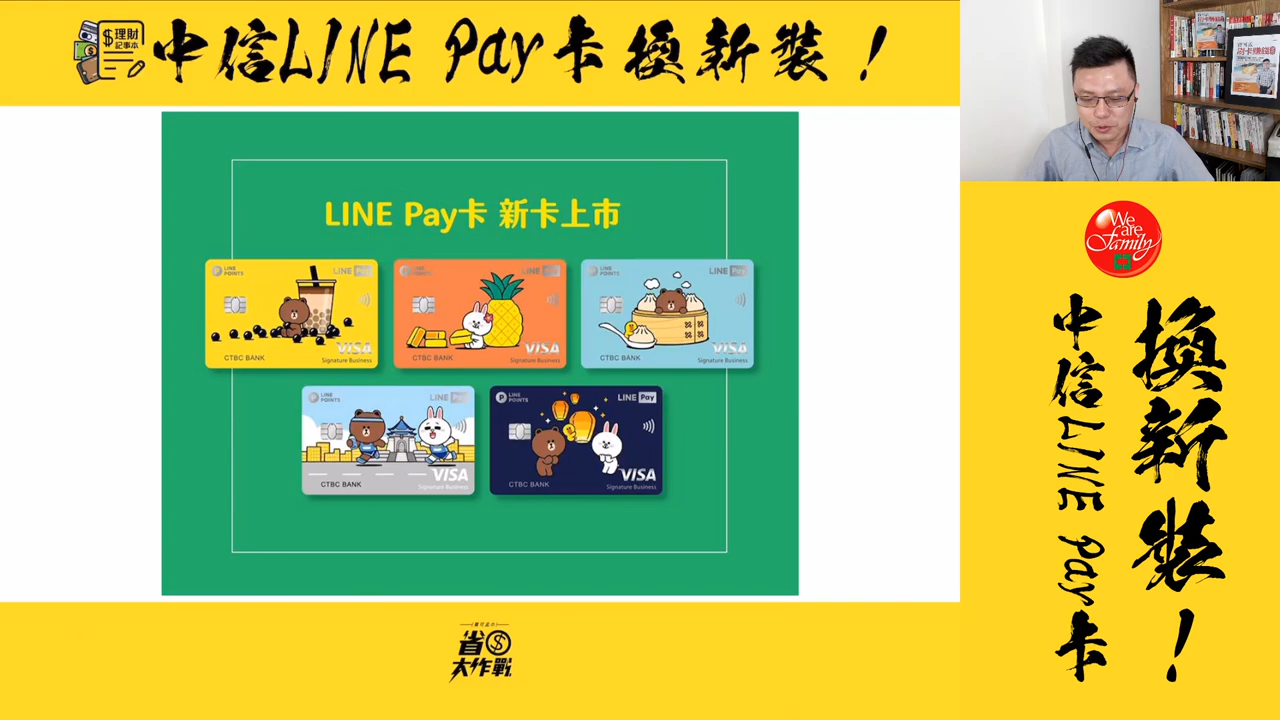 理財
記事本
中信LINE Pay卡換新裝！
LINE Pay卡 新卡上市
LINE POINTS
LINE Pay
CTBC BANK
VISA
Signature Business
LINE POINTS
LINE Pay
CTBC BANK
VISA
Signature Business
LINE POINTS
LINE Pay
CTBC BANK
VISA
Signature Business
LINE POINTS
LINE Pay
CTBC BANK
VISA
Signature Business
LINE POINTS
LINE Pay
CTBC BANK
VISA
Signature Business
省
大作戰
We
are
Family
中信LINE Pay卡
換新裝！